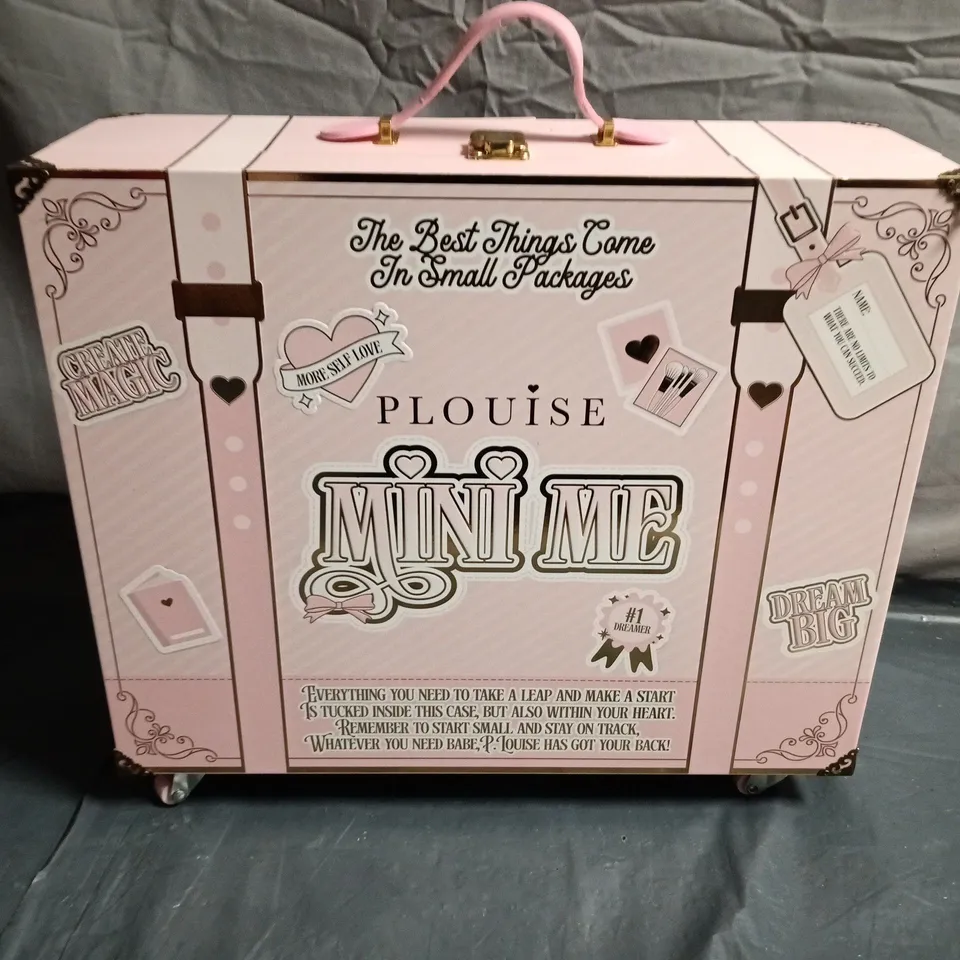 The Best Things Come
In Small Packages
CREATE
MAGIC
MORE SELF LOVE
NAME:
THERE ARE NO LIMITS TO
WHAT YOU CAN SUCCEED.
PLOUISE
MINI ME
#1
DREAMER
DREAM
BIG
EVERYTHING YOU NEED TO TAKE A LEAP AND MAKE A START
IS TUCKED INSIDE THIS CASE, BUT ALSO WITHIN YOUR HEART.
REMEMBER TO START SMALL AND STAY ON TRACK,
WHATEVER YOU NEED BABE, P. LOUISE HAS GOT YOUR BACK!